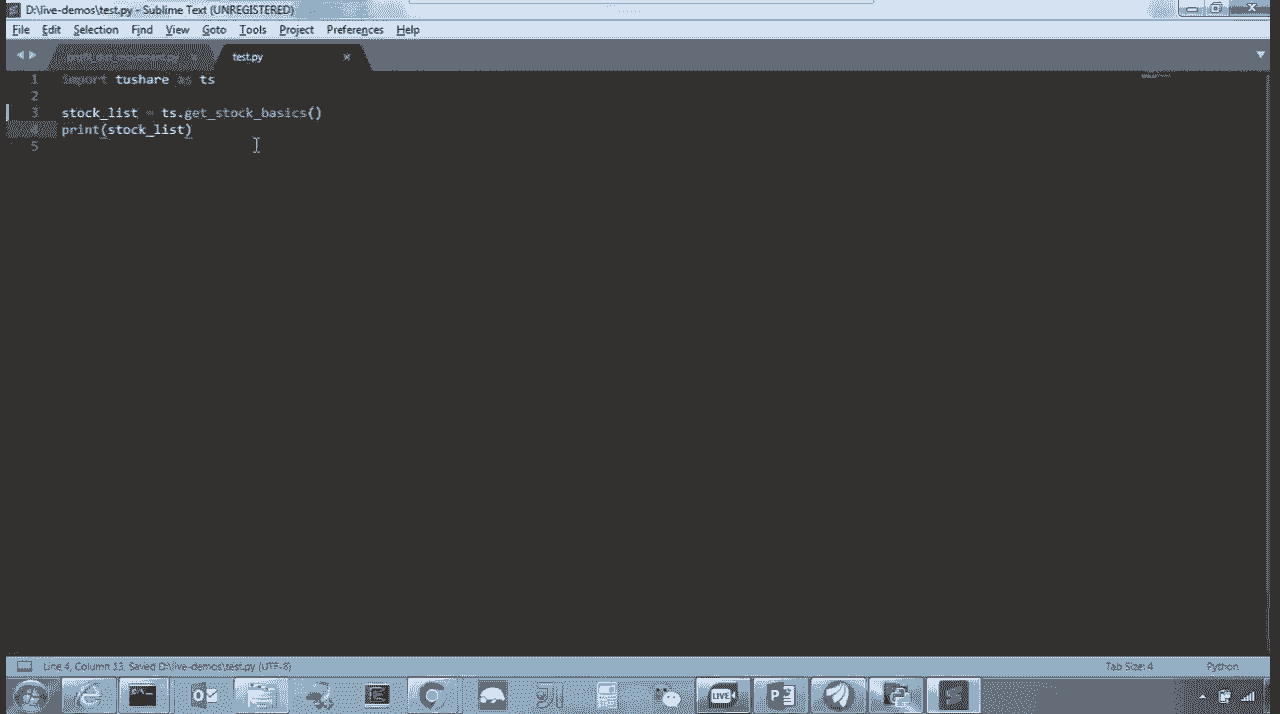 D:\live-demos\test.py - Sublime Text (UNREGISTERED)
File Edit Selection Find View Goto Tools Project Preferences Help
test.py
1 import tushare as ts
2
3 stock_list = ts.get_stock_basics()
4 print(stock_list)
5
Line 4, Column 13, Saved D:\live-demos\test.py (UTF-8) Tab Size: 4 Python
LIVE